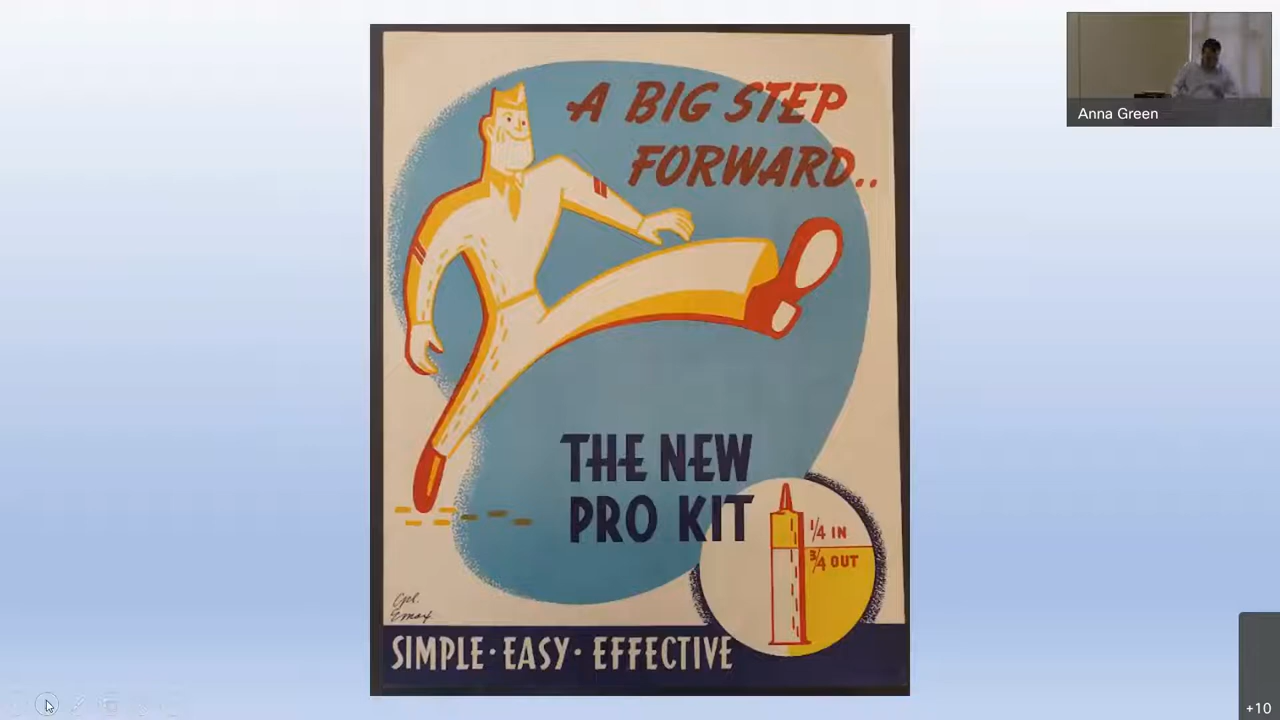 A BIG STEP
FORWARD..
THE NEW
PRO KIT
1/4 IN
3/4 OUT
Cpl.
SIMPLE·EASY·EFFECTIVE
Anna Green
+10